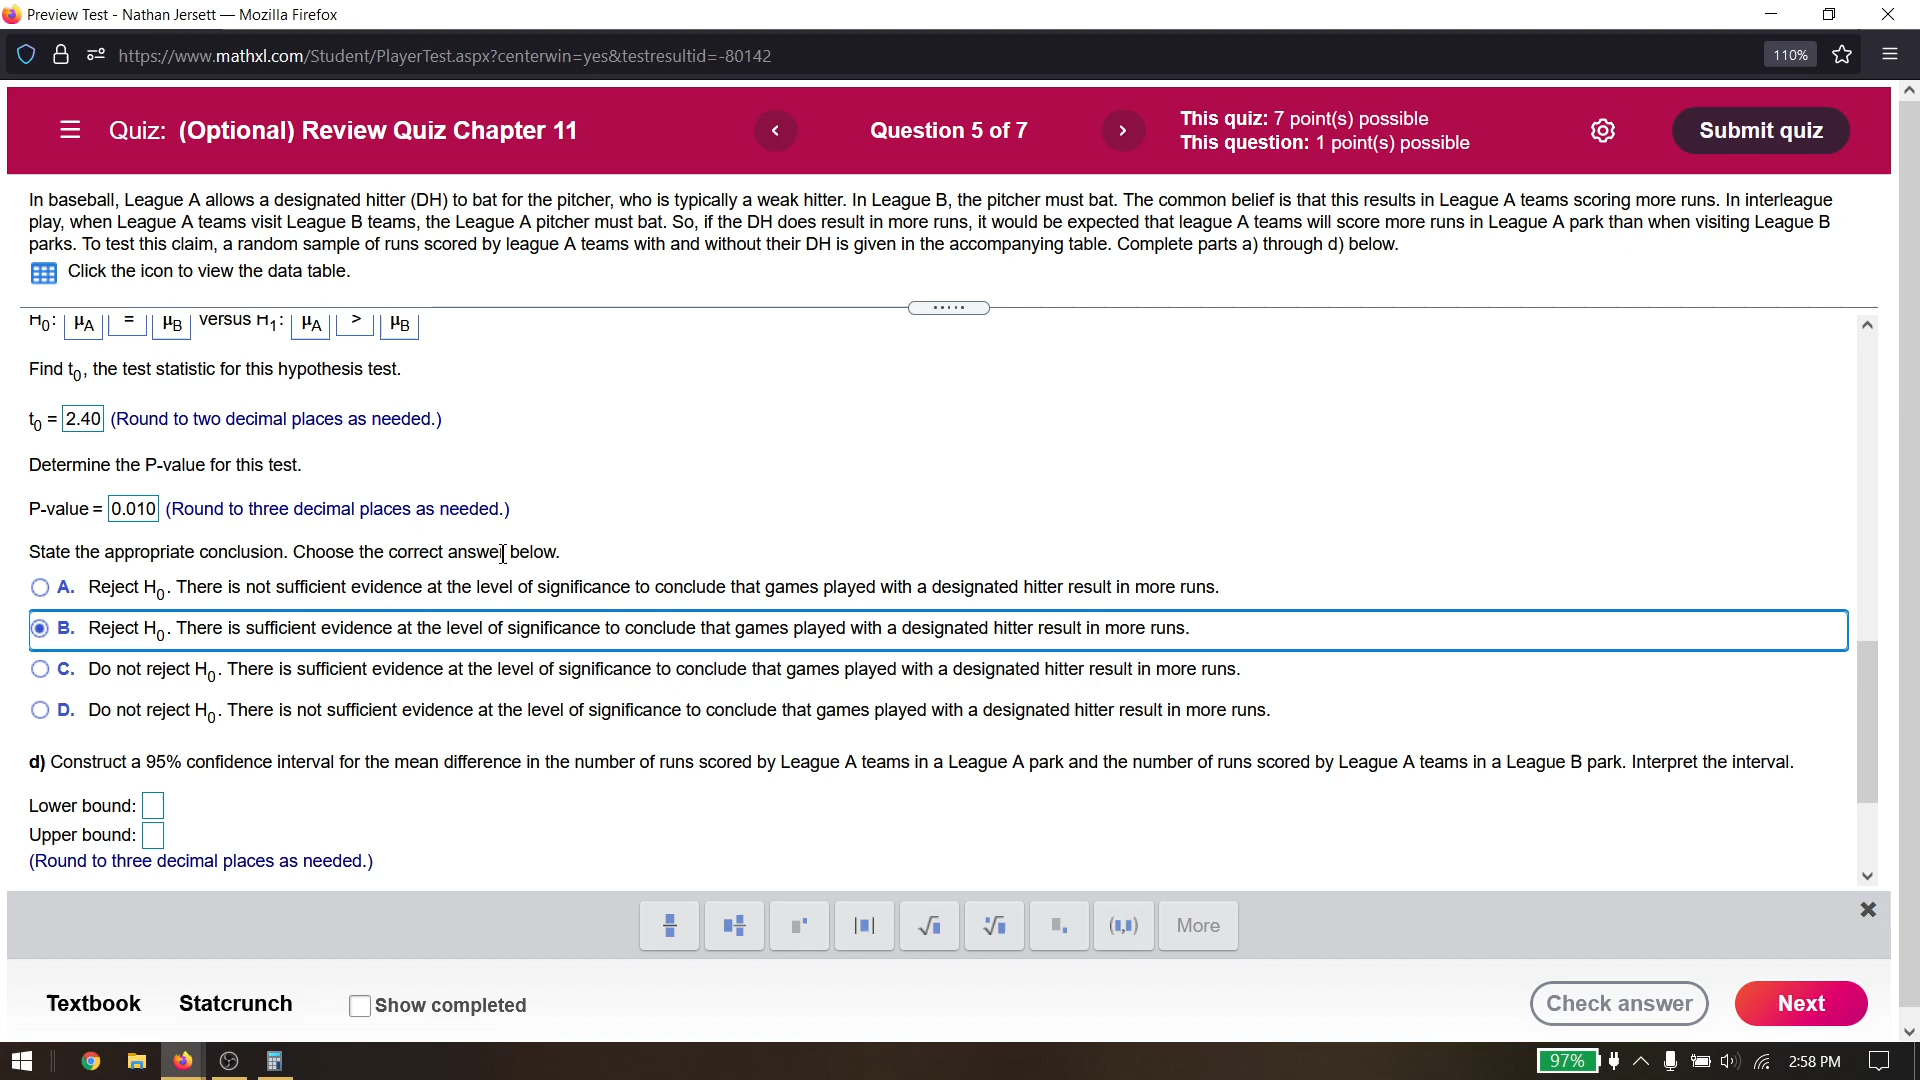 Preview Test - Nathan Jersett — Mozilla Firefox
https://www.mathxl.com/Student/PlayerTest.aspx?centerwin=yes&testresultid=-80142
110%
Quiz: (Optional) Review Quiz Chapter 11
Question 5 of 7
This quiz: 7 point(s) possible
This question: 1 point(s) possible
Submit quiz
In baseball, League A allows a designated hitter (DH) to bat for the pitcher, who is typically a weak hitter. In League B, the pitcher must bat. The common belief is that this results in League A teams scoring more runs. In interleague
play, when League A teams visit League B teams, the League A pitcher must bat. So, if the DH does result in more runs, it would be expected that league A teams will score more runs in League A park than when visiting League B
parks. To test this claim, a random sample of runs scored by league A teams with and without their DH is given in the accompanying table. Complete parts a) through d) below.
Click the icon to view the data table.
H0: μA = μB versus H1: μA > μB
Find t0, the test statistic for this hypothesis test.
t0 = 2.40 (Round to two decimal places as needed.)
Determine the P-value for this test.
P-value = 0.010 (Round to three decimal places as needed.)
State the appropriate conclusion. Choose the correct answer below.
A. Reject H0. There is not sufficient evidence at the level of significance to conclude that games played with a designated hitter result in more runs.
B. Reject H0. There is sufficient evidence at the level of significance to conclude that games played with a designated hitter result in more runs.
C. Do not reject H0. There is sufficient evidence at the level of significance to conclude that games played with a designated hitter result in more runs.
D. Do not reject H0. There is not sufficient evidence at the level of significance to conclude that games played with a designated hitter result in more runs.
d) Construct a 95% confidence interval for the mean difference in the number of runs scored by League A teams in a League A park and the number of runs scored by League A teams in a League B park. Interpret the interval.
Lower bound:
Upper bound:
(Round to three decimal places as needed.)
More
Textbook
Statcrunch
Show completed
Check answer
Next
97%
2:58 PM